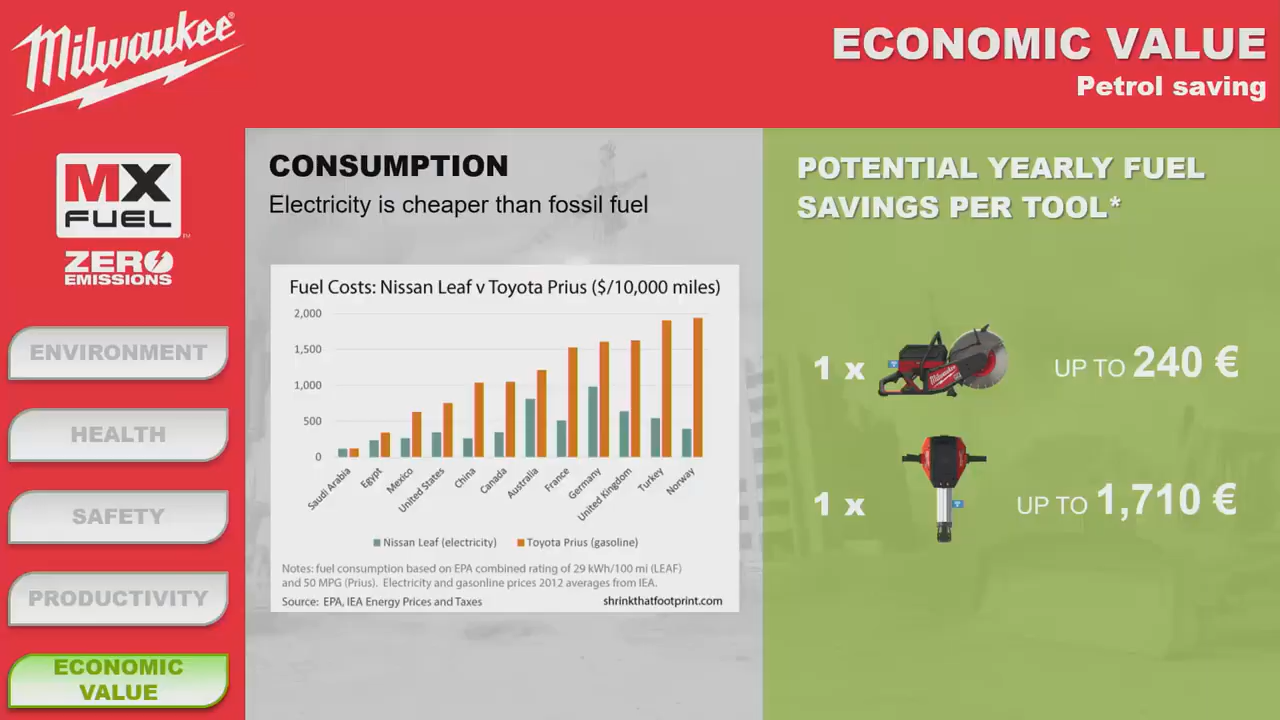 Milwaukee®
ECONOMIC VALUE
Petrol saving
MX
FUEL™
ZERO
EMISSIONS
ENVIRONMENT
HEALTH
SAFETY
PRODUCTIVITY
ECONOMIC
VALUE
CONSUMPTION
Electricity is cheaper than fossil fuel
Fuel Costs: Nissan Leaf v Toyota Prius ($/10,000 miles)
2,000
1,500
1,000
500
0
Saudi Arabia
Egypt
Mexico
United States
China
Canada
Australia
France
Germany
United Kingdom
Turkey
Norway
Nissan Leaf (electricity)
Toyota Prius (gasoline)
Notes: fuel consumption based on EPA combined rating of 29 kWh/100 mi (LEAF)
and 50 MPG (Prius). Electricity and gasonline prices 2012 averages from IEA.
Source: EPA, IEA Energy Prices and Taxes
shrinkthatfootprint.com
POTENTIAL YEARLY FUEL
SAVINGS PER TOOL*
1 x
Milwaukee
UP TO 240 €
1 x
UP TO 1,710 €